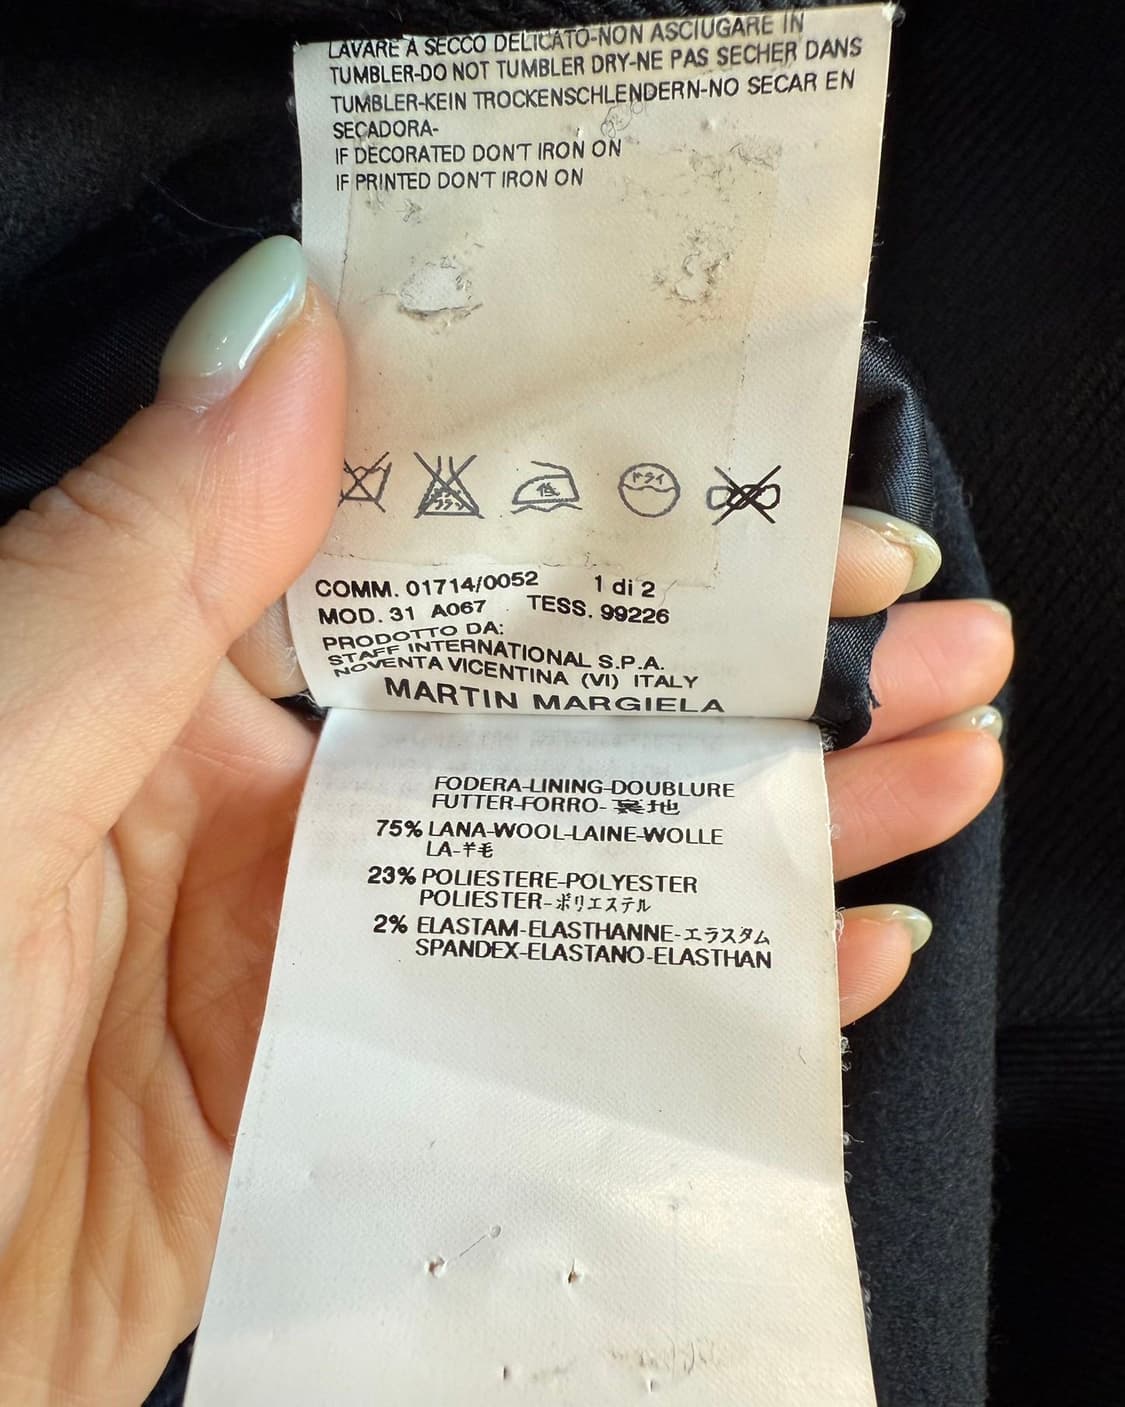 LAVARE A SECCO DELICATO-NON ASCIUGARE IN
TUMBLER-DO NOT TUMBLER DRY-NE PAS SECHER DANS
TUMBLER-KEIN TROCKENSCHLENDERN-NO SECAR EN
SECADORA-
IF DECORATED DON'T IRON ON
IF PRINTED DON'T IRON ON
低 ドライ
COMM. 01714/0052 1 di 2
MOD. 31 A067 TESS. 99226
PRODOTTO DA:
STAFF INTERNATIONAL S.P.A.
NOVENTA VICENTINA (VI) ITALY
MARTIN MARGIELA
FODERA-LINING-DOUBLURE
FUTTER-FORRO-裏地
75% LANA-WOOL-LAINE-WOLLE
LA-羊毛
23% POLIESTERE-POLYESTER
POLIESTER-ポリエステル
2% ELASTAM-ELASTHANNE-エラスタム
SPANDEX-ELASTANO-ELASTHAN